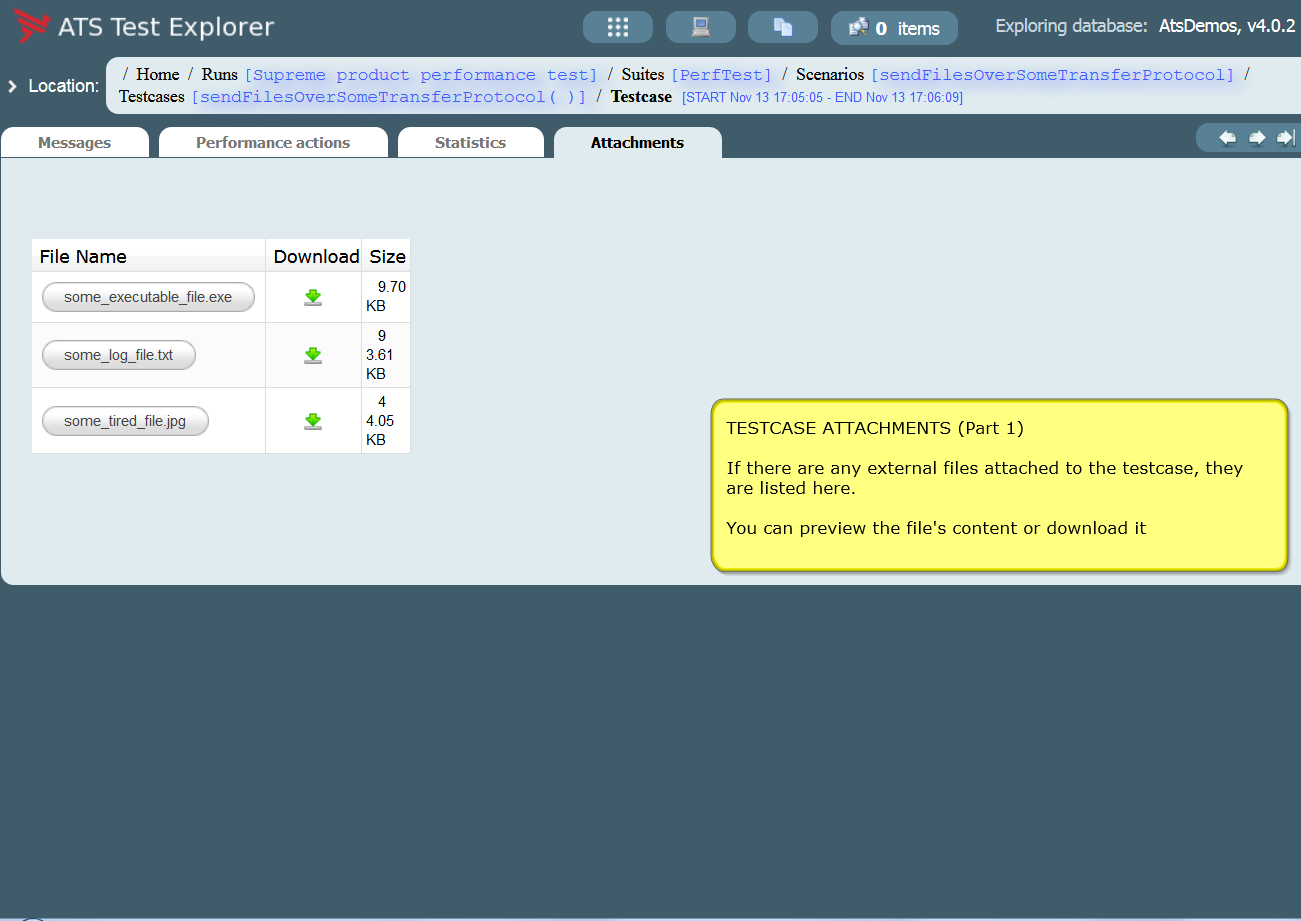 ATS Test Explorer
0 items
Exploring database: AtsDemos, v4.0.2
Location:
/ Home / Runs [Supreme product performance test] / Suites [PerfTest] / Scenarios [sendFilesOverSomeTransferProtocol] /
Testcases [sendFilesOverSomeTransferProtocol( )] / Testcase [START Nov 13 17:05:05 - END Nov 13 17:06:09]
Messages Performance actions Statistics Attachments
File Name Download Size
some_executable_file.exe
9.70
KB
some_log_file.txt
9
3.61
KB
some_tired_file.jpg
4
4.05
KB
TESTCASE ATTACHMENTS (Part 1)
If there are any external files attached to the testcase, they
are listed here.
You can preview the file's content or download it